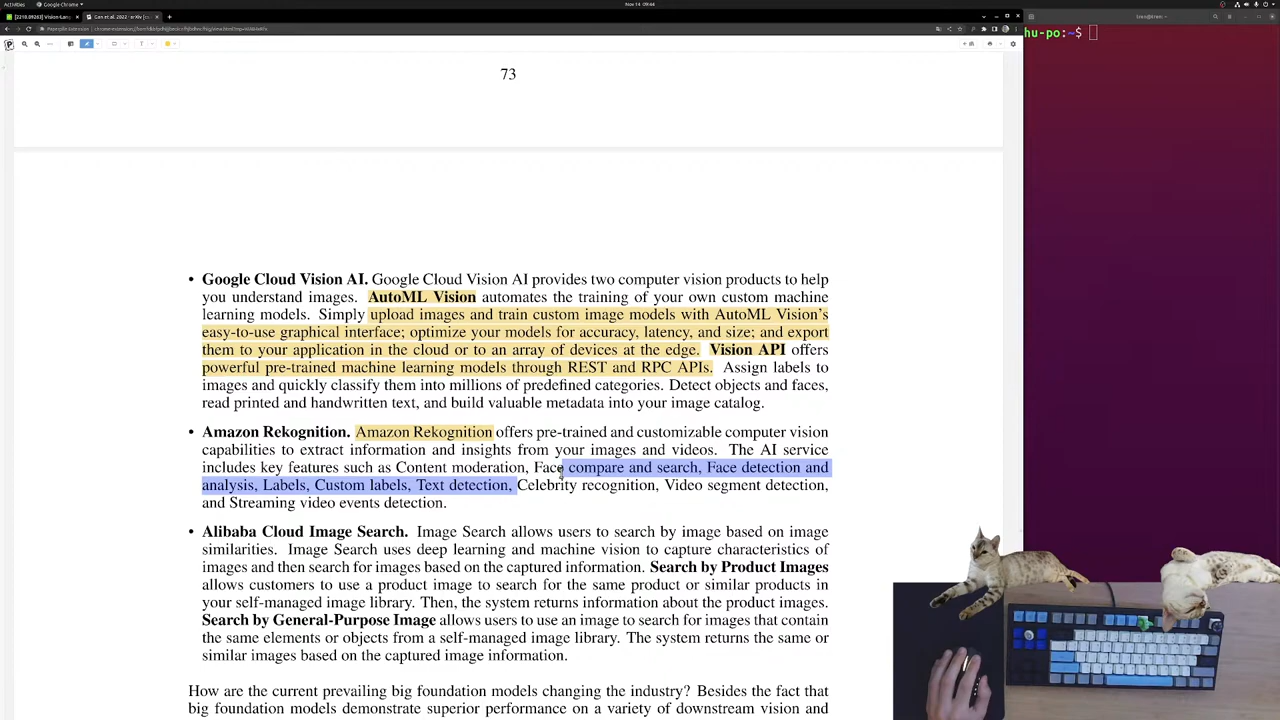 Activities
Google Chrome
Nov 14
[2210.09263] Vision-Lang
Gan et al. 2022 - arXiv
73
• Google Cloud Vision AI. Google Cloud Vision AI provides two computer vision products to help
you understand images. AutoML Vision automates the training of your own custom machine
learning models. Simply upload images and train custom image models with AutoML Vision's
easy-to-use graphical interface; optimize your models for accuracy, latency, and size; and export
them to your application in the cloud or to an array of devices at the edge. Vision API offers
powerful pre-trained machine learning models through REST and RPC APIs. Assign labels to
images and quickly classify them into millions of predefined categories. Detect objects and faces,
read printed and handwritten text, and build valuable metadata into your image catalog.
• Amazon Rekognition. Amazon Rekognition offers pre-trained and customizable computer vision
capabilities to extract information and insights from your images and videos. The AI service
includes key features such as Content moderation, Face compare and search, Face detection and
analysis, Labels, Custom labels, Text detection, Celebrity recognition, Video segment detection,
and Streaming video events detection.
• Alibaba Cloud Image Search. Image Search allows users to search by image based on image
similarities. Image Search uses deep learning and machine vision to capture characteristics of
images and then search for images based on the captured information. Search by Product Images
allows customers to use a product image to search for the same product or similar products in
your self-managed image library. Then, the system returns information about the product images.
Search by General-Purpose Image allows users to use an image to search for images that contain
the same elements or objects from a self-managed image library. The system returns the same or
similar images based on the captured image information.
How are the current prevailing big foundation models changing the industry? Besides the fact that
big foundation models demonstrate superior performance on a variety of downstream vision and
hu-po:~$